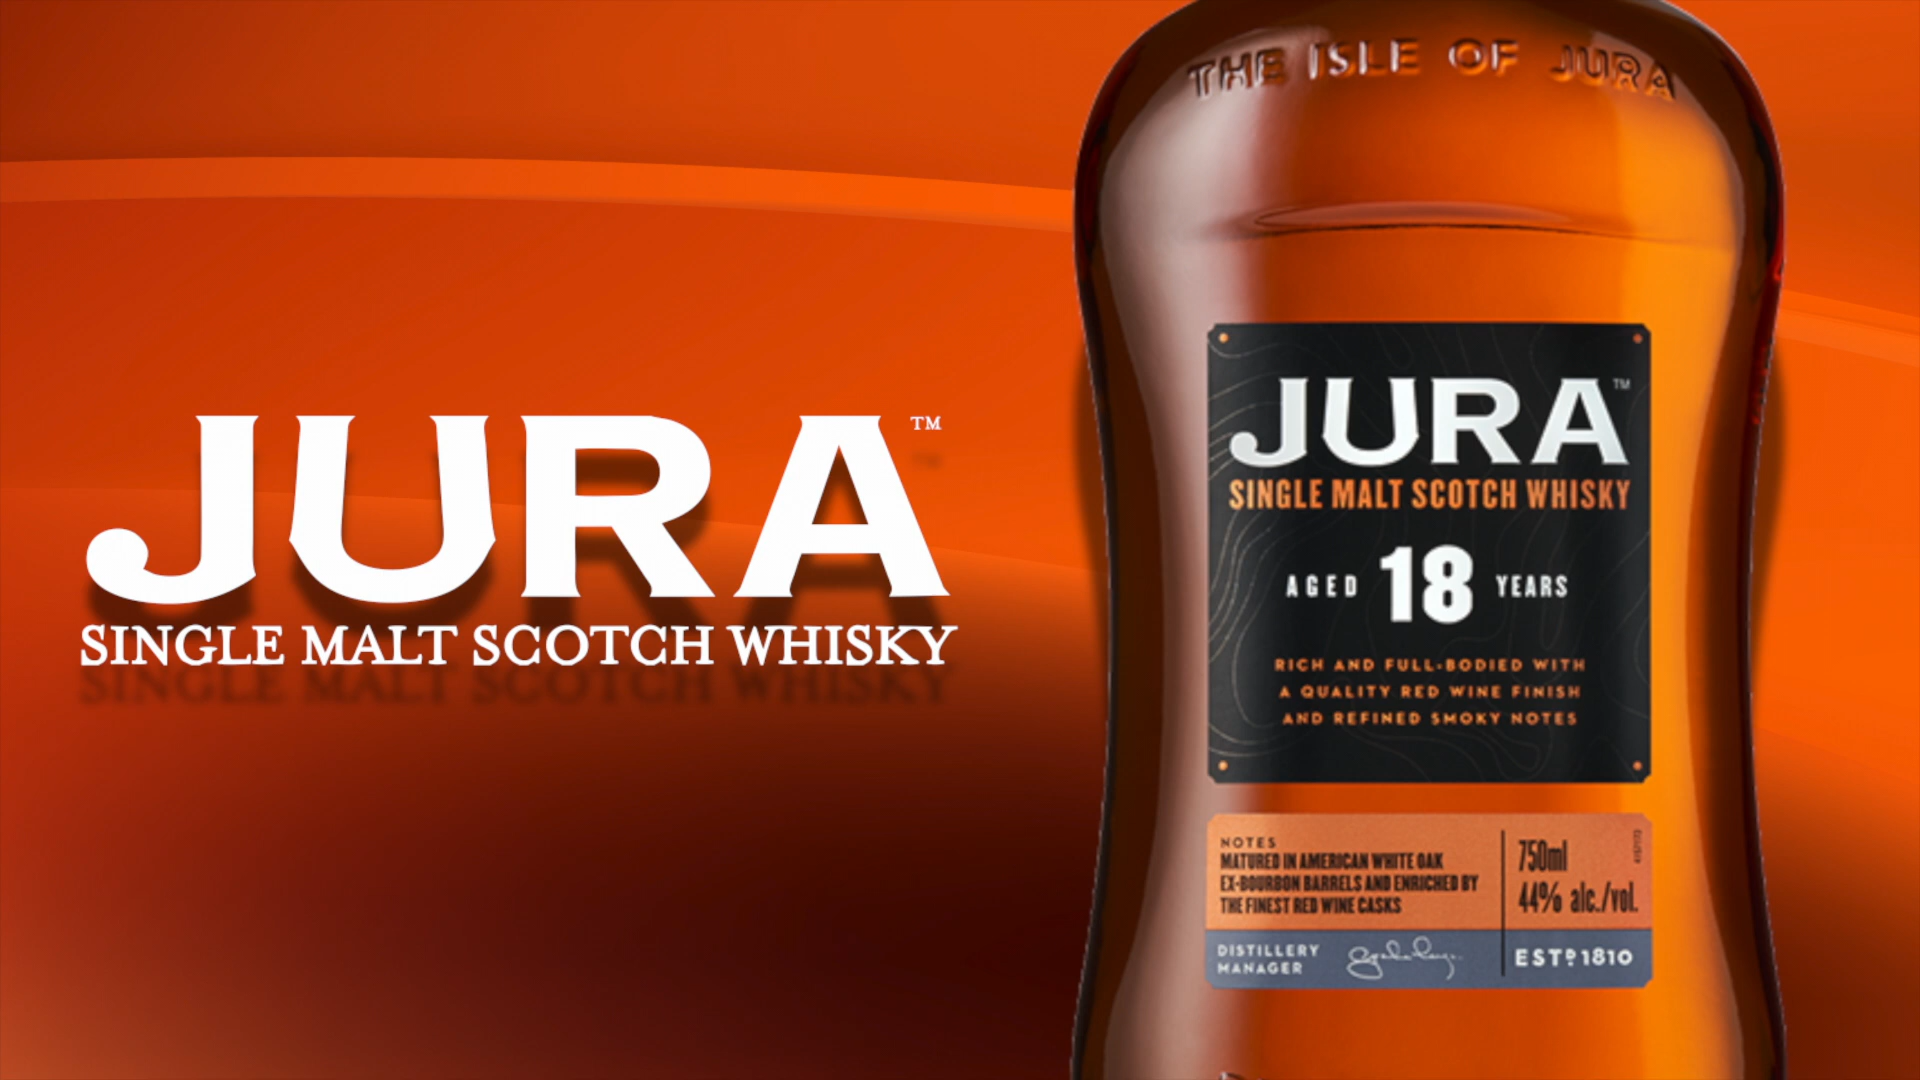 JURA™
SINGLE MALT SCOTCH WHISKY
THE ISLE OF JURA
JURA™
SINGLE MALT SCOTCH WHISKY
AGED 18 YEARS
RICH AND FULL-BODIED WITH
A QUALITY RED WINE FINISH
AND REFINED SMOKY NOTES
NOTES
MATURED IN AMERICAN WHITE OAK
EX-BOURBON BARRELS AND ENRICHED BY
THE FINEST RED WINE CASKS
750ml
44% alc./vol.
DISTILLERY
MANAGER
ESTD 1810